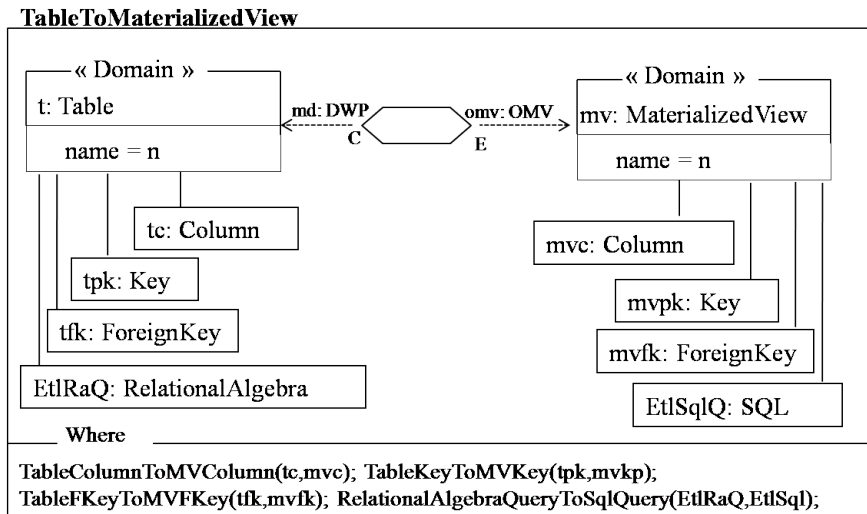 TableToMaterializedView
« Domain »
t: Table
name = n
md: DWP
C
omv: OMV
E
« Domain »
mv: MaterializedView
name = n
tc: Column
tpk: Key
tfk: ForeignKey
EtlRaQ: RelationalAlgebra
mvc: Column
mvpk: Key
mvfk: ForeignKey
EtlSqlQ: SQL
Where
TableColumnToMVColumn(tc,mvc); TableKeyToMVKey(tpk,mvkp);
TableFKeyToMVFKey(tfk,mvfk); RelationalAlgebraQueryToSqlQuery(EtlRaQ,EtlSql);